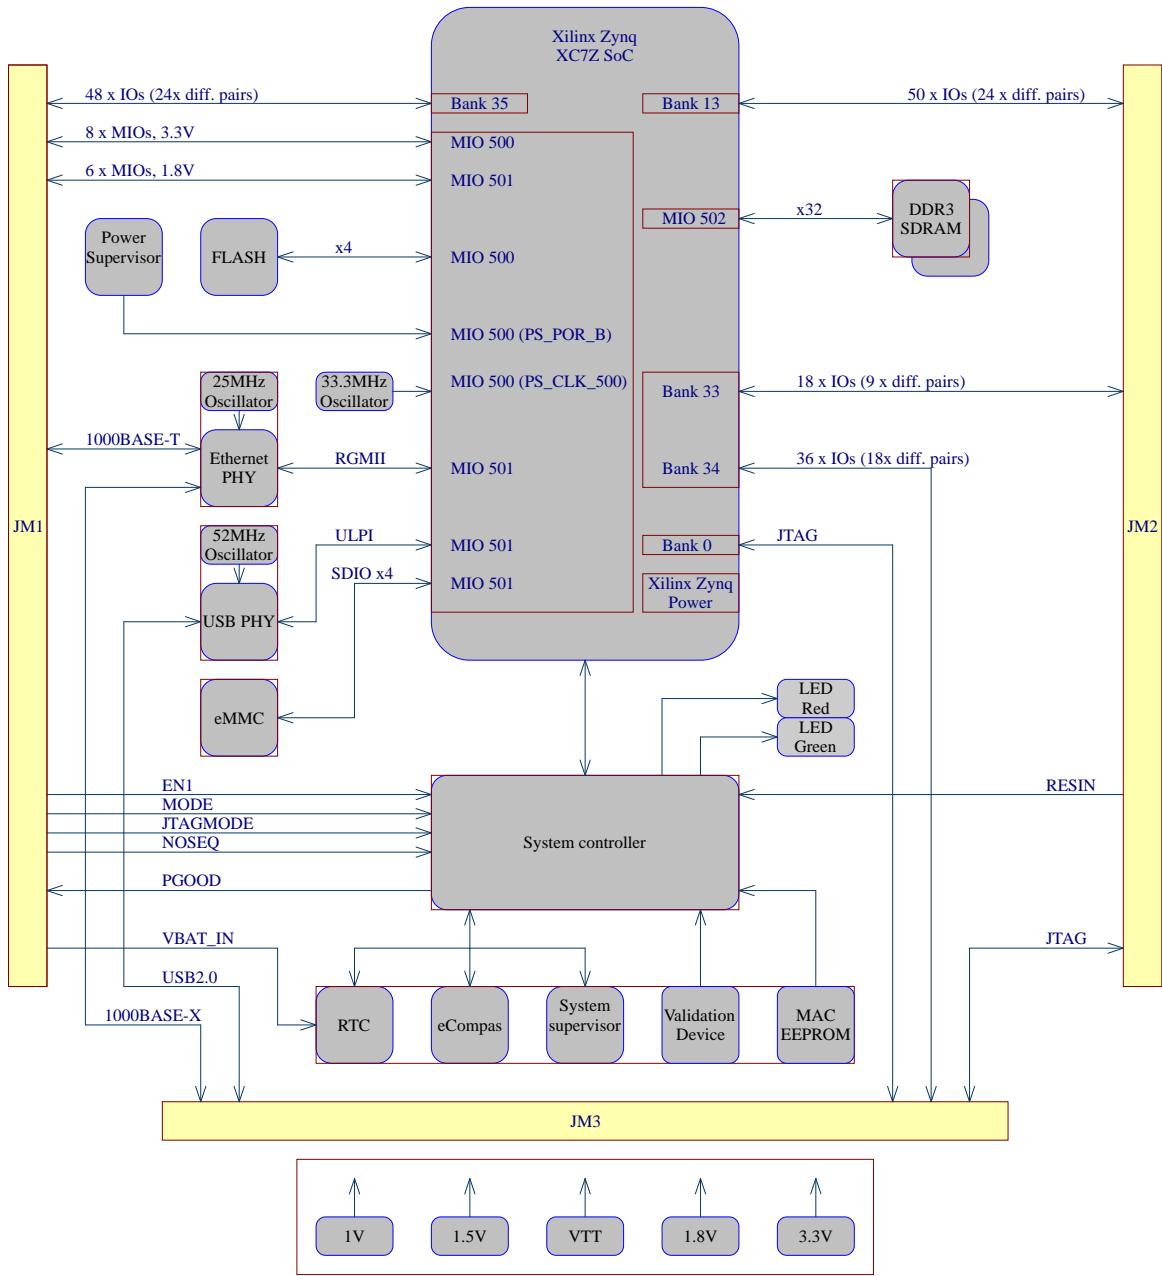 Xilinx Zynq
XC7Z SoC
48 x IOs (24x diff. pairs)
Bank 35
Bank 13
50 x IOs (24 x diff. pairs)
8 x MIOs, 3.3V
MIO 500
6 x MIOs, 1.8V
MIO 501
MIO 502
x32
DDR3
SDRAM
Power
Supervisor
FLASH
x4
MIO 500
MIO 500 (PS_POR_B)
25MHz
Oscillator
33.3MHz
Oscillator
MIO 500 (PS_CLK_500)
Bank 33
18 x IOs (9 x diff. pairs)
1000BASE-T
Ethernet
PHY
RGMII
MIO 501
Bank 34
36 x IOs (18x diff. pairs)
JM1
JM2
52MHz
Oscillator
ULPI
MIO 501
Bank 0
JTAG
SDIO x4
MIO 501
Xilinx Zynq
Power
USB PHY
eMMC
LED
Red
LED
Green
EN1
MODE
JTAGMODE
NOSEQ
PGOOD
System controller
RESIN
VBAT_IN
JTAG
USB2.0
1000BASE-X
RTC
eCompas
System
supervisor
Validation
Device
MAC
EEPROM
JM3
1V
1.5V
VTT
1.8V
3.3V